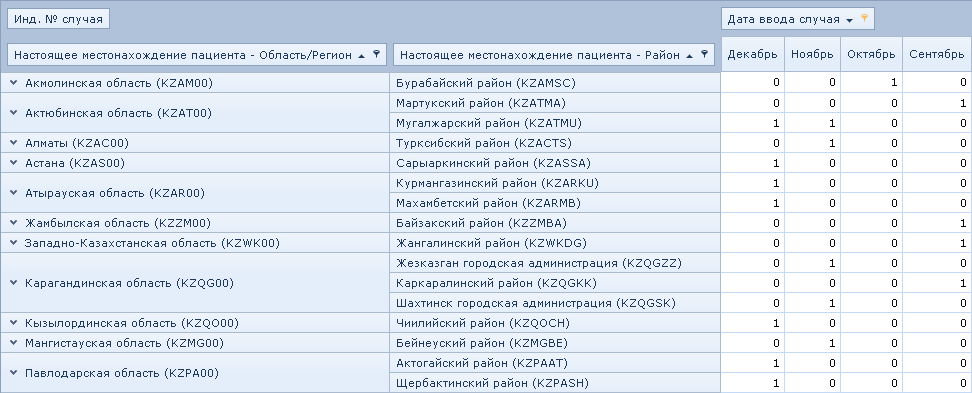 Инд. № случая
Дата ввода случая
Настоящее местонахождение пациента - Область/Регион Настоящее местонахождение пациента - Район Декабрь Ноябрь Октябрь Сентябрь
Акмолинская область (KZAM00) Бурабайский район (KZAMSC) 0 0 1 0
Актюбинская область (KZAT00) Мартукский район (KZATMA) 0 0 0 1
Мугалжарский район (KZATMU) 1 1 0 0
Алматы (KZAC00) Турксибский район (KZACTS) 0 1 0 0
Астана (KZAS00) Сарыаркинский район (KZASSA) 1 0 0 0
Атырауская область (KZAR00) Курмангазинский район (KZARKU) 1 0 0 0
Махамбетский район (KZARMB) 1 0 0 0
Жамбылская область (KZZM00) Байзакский район (KZZMBA) 0 0 0 1
Западно-Казахстанская область (KZWK00) Жангалинский район (KZWKDG) 0 0 0 1
Карагандинская область (KZQG00) Жезказган городская администрация (KZQGZZ) 0 1 0 0
Каркаралинский район (KZQGKK) 0 0 0 1
Шахтинск городская администрация (KZQGSK) 0 1 0 0
Кызылординская область (KZQO00) Чиилийский район (KZQOCH) 1 0 0 0
Мангистауская область (KZMG00) Бейнеуский район (KZMGBE) 0 1 0 0
Павлодарская область (KZPA00) Актогайский район (KZPAAT) 1 0 0 0
Щербактинский район (KZPASH) 1 0 0 0